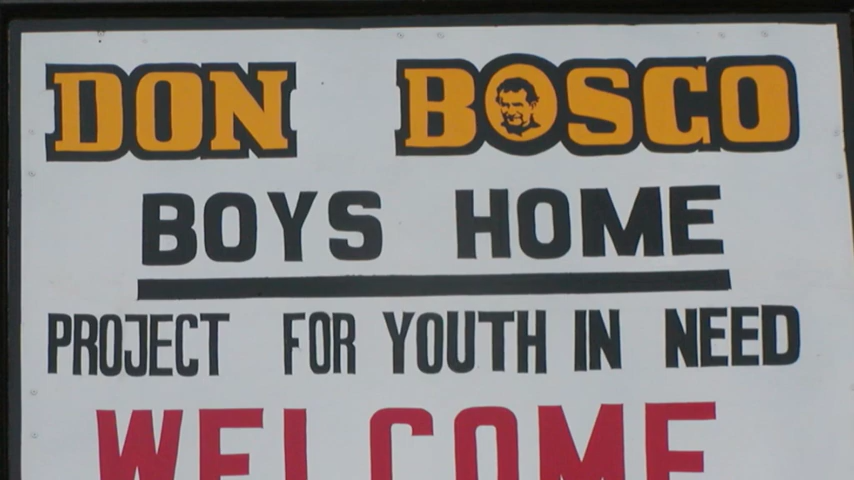 DON BOSCO
BOYS HOME
PROJECT FOR YOUTH IN NEED
WELCOME